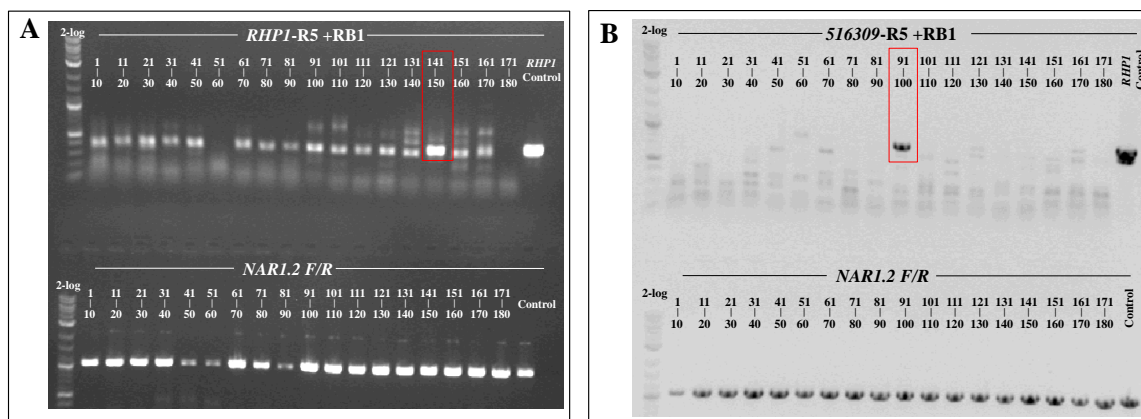 A
2-log
RHP1-R5 +RB1
1 11 21 31 41 51 61 71 81 91 101 111 121 131 141 151 161 171 RHP1
10 20 30 40 50 60 70 80 90 100 110 120 130 140 150 160 170 180 Control
NAR1.2 F/R
2-log
1 11 21 31 41 51 61 71 81 91 101 111 121 131 141 151 161 171 Control
10 20 30 40 50 60 70 80 90 100 110 120 130 140 150 160 170 180
B
2-log
516309-R5 +RB1
1 11 21 31 41 51 61 71 81 91 101 111 121 131 141 151 161 171 RHP1 Control
10 20 30 40 50 60 70 80 90 100 110 120 130 140 150 160 170 180
NAR1.2 F/R
2-log
1 11 21 31 41 51 61 71 81 91 101 111 121 131 141 151 161 171 Control
10 20 30 40 50 60 70 80 90 100 110 120 130 140 150 160 170 180